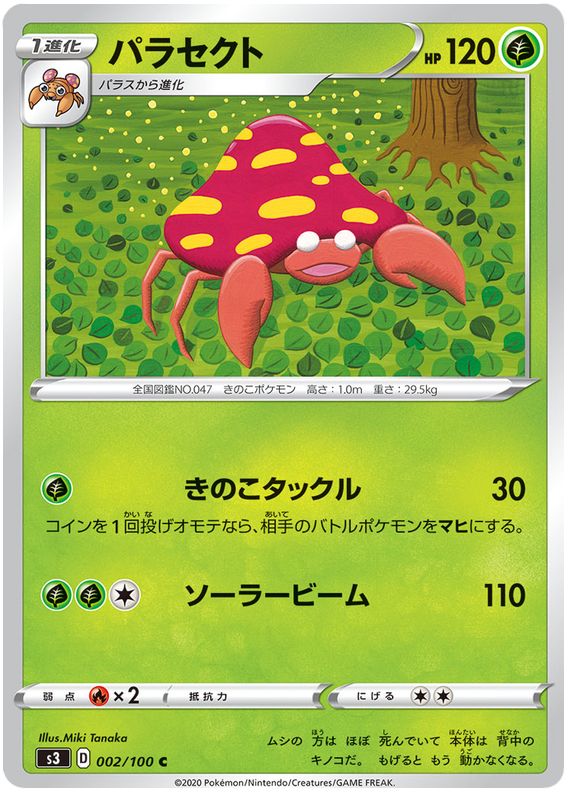 1進化
パラセクト
HP 120
パラスから進化
全国図鑑NO.047 きのこポケモン 高さ：1.0m 重さ：29.5kg
きのこタックル 30
コインを1回投げオモテなら、相手のバトルポケモンをマヒにする。
ソーラービーム 110
弱点 ×2 抵抗力 にげる
Illus.Miki Tanaka
s3 D 002/100 C
ムシの 方は ほぼ 死んでいて 本体は 背中の
キノコだ。 もげると もう 動かなくなる。
©2020 Pokémon/Nintendo/Creatures/GAME FREAK.